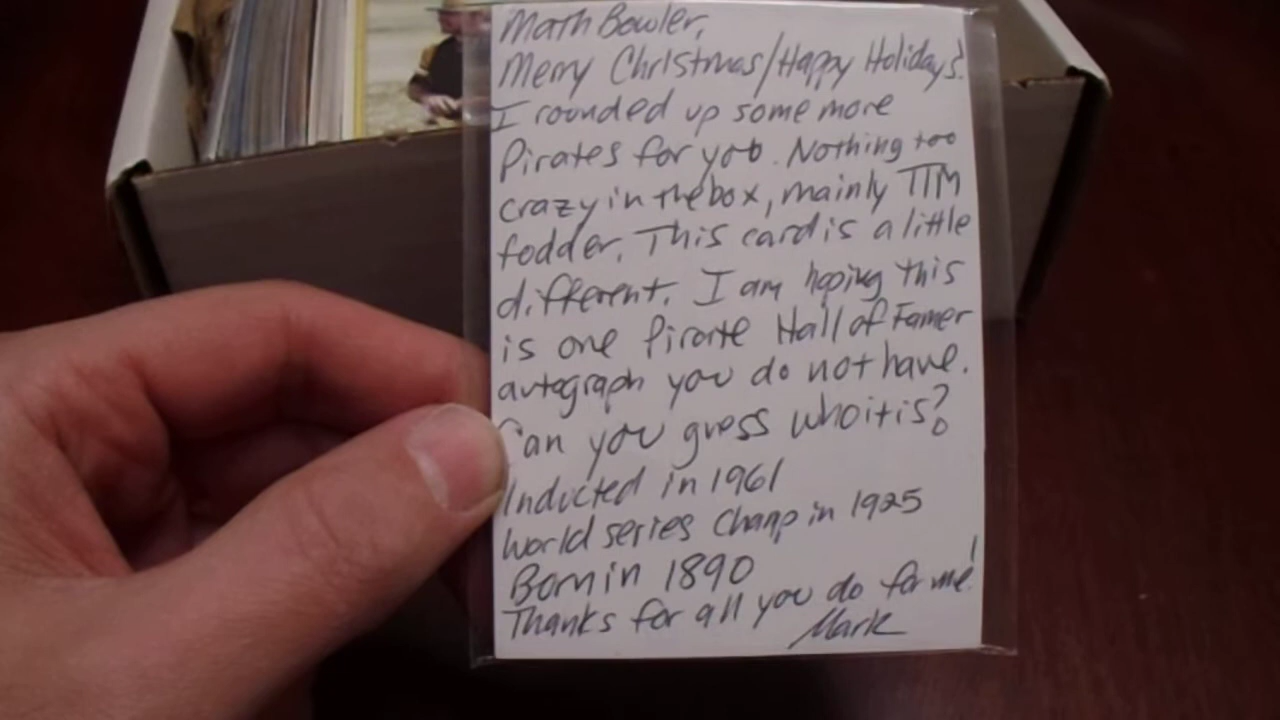 Math Bowler,
Merry Christmas/Happy Holidays!
I rounded up some more
Pirates for you. Nothing too
crazy in the box, mainly TTM
fodder. This card is a little
different. I am hoping this
is one Pirate Hall of Famer
autograph you do not have.
Can you guess who it is?
Inducted in 1961
World series Champ in 1925
Born in 1890
Thanks for all you do for me!
Mark